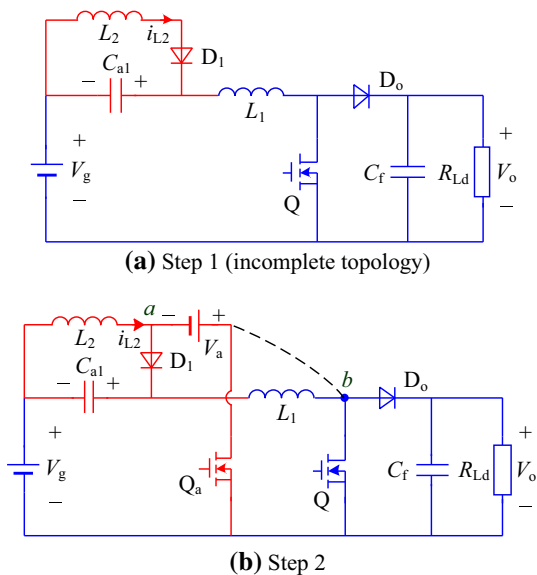 L2 iL2 D1
− Ca1 +
L1 Do
+ Vg −
Q
Cf RLd + Vo −
(a) Step 1 (incomplete topology)
a − + Va
L2 iL2 D1
− Ca1 +
L1 b Do
+ Vg −
Qa Q
Cf RLd + Vo −
(b) Step 2